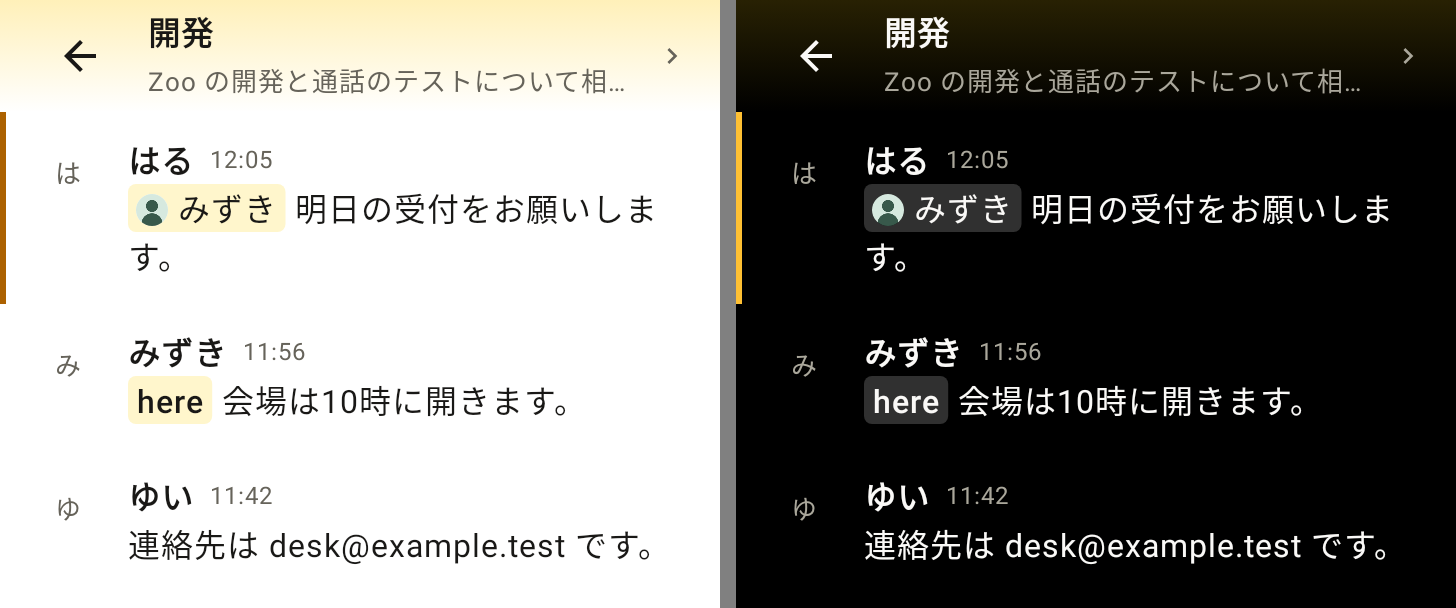 開発
Zoo の開発と通話のテストについて相…
は
はる 12:05
みずき 明日の受付をお願いしま
す。
み
みずき 11:56
here 会場は10時に開きます。
ゆ
ゆい 11:42
連絡先は desk@example.test です。
開発
Zoo の開発と通話のテストについて相…
は
はる 12:05
みずき 明日の受付をお願いしま
す。
み
みずき 11:56
here 会場は10時に開きます。
ゆ
ゆい 11:42
連絡先は desk@example.test です。